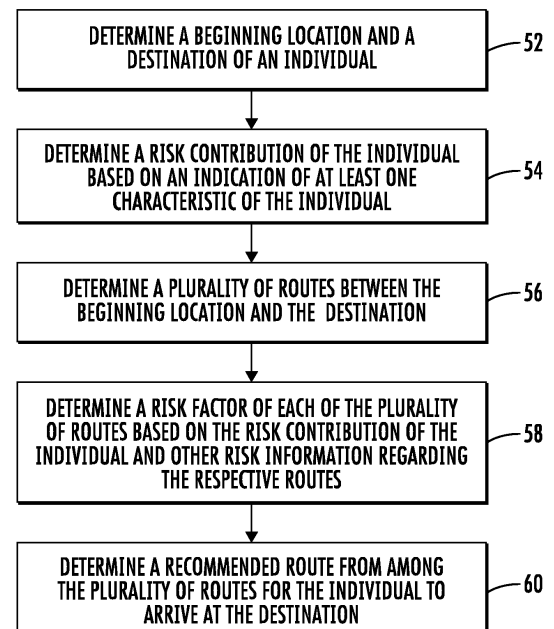 DETERMINE A BEGINNING LOCATION AND A
DESTINATION OF AN INDIVIDUAL
52
DETERMINE A RISK CONTRIBUTION OF THE INDIVIDUAL
BASED ON AN INDICATION OF AT LEAST ONE
CHARACTERISTIC OF THE INDIVIDUAL
54
DETERMINE A PLURALITY OF ROUTES BETWEEN THE
BEGINNING LOCATION AND THE DESTINATION
56
DETERMINE A RISK FACTOR OF EACH OF THE PLURALITY
OF ROUTES BASED ON THE RISK CONTRIBUTION OF THE
INDIVIDUAL AND OTHER RISK INFORMATION REGARDING
THE RESPECTIVE ROUTES
58
DETERMINE A RECOMMENDED ROUTE FROM AMONG
THE PLURALITY OF ROUTES FOR THE INDIVIDUAL TO
ARRIVE AT THE DESTINATION
60